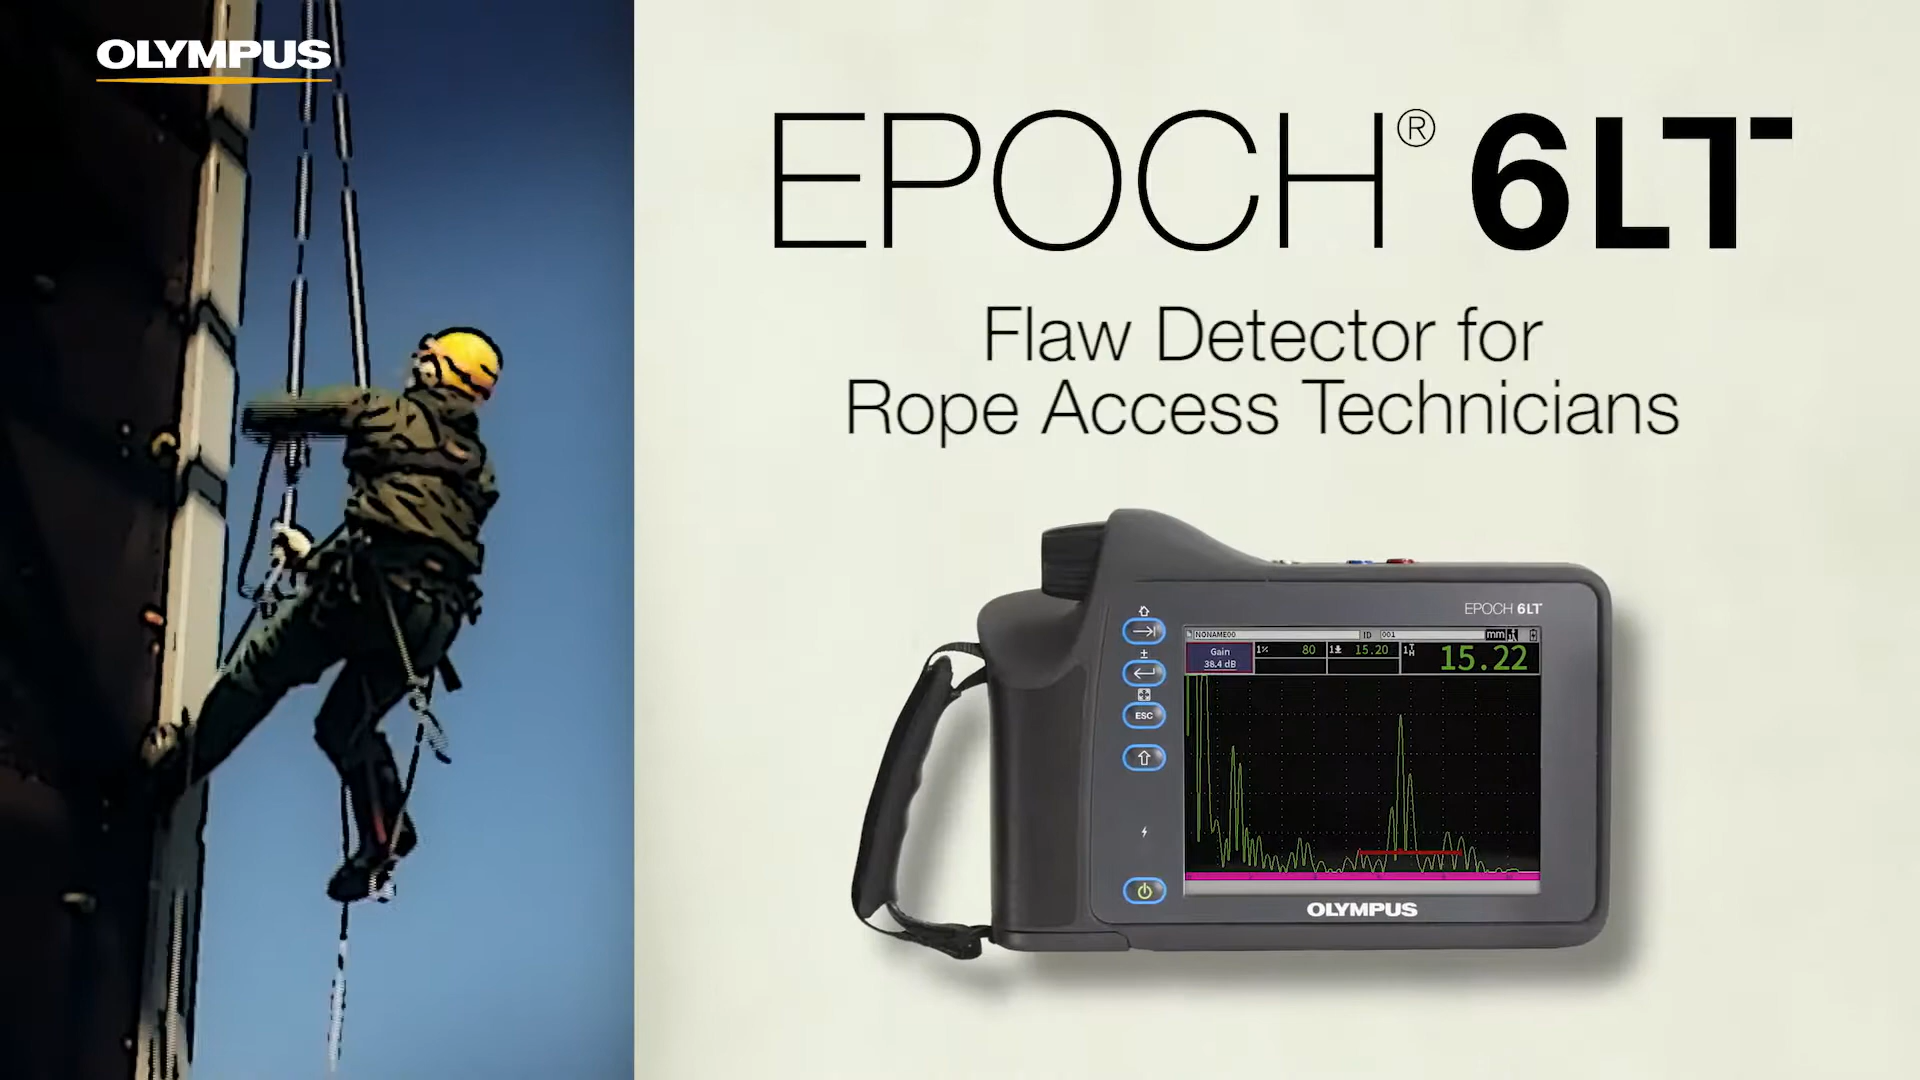 OLYMPUS
EPOCH® 6LT
Flaw Detector for
Rope Access Technicians
EPOCH 6LT
NONAME00 ID 001 mm
Gain 38.4 dB 80 15.20 15.22
ESC
OLYMPUS